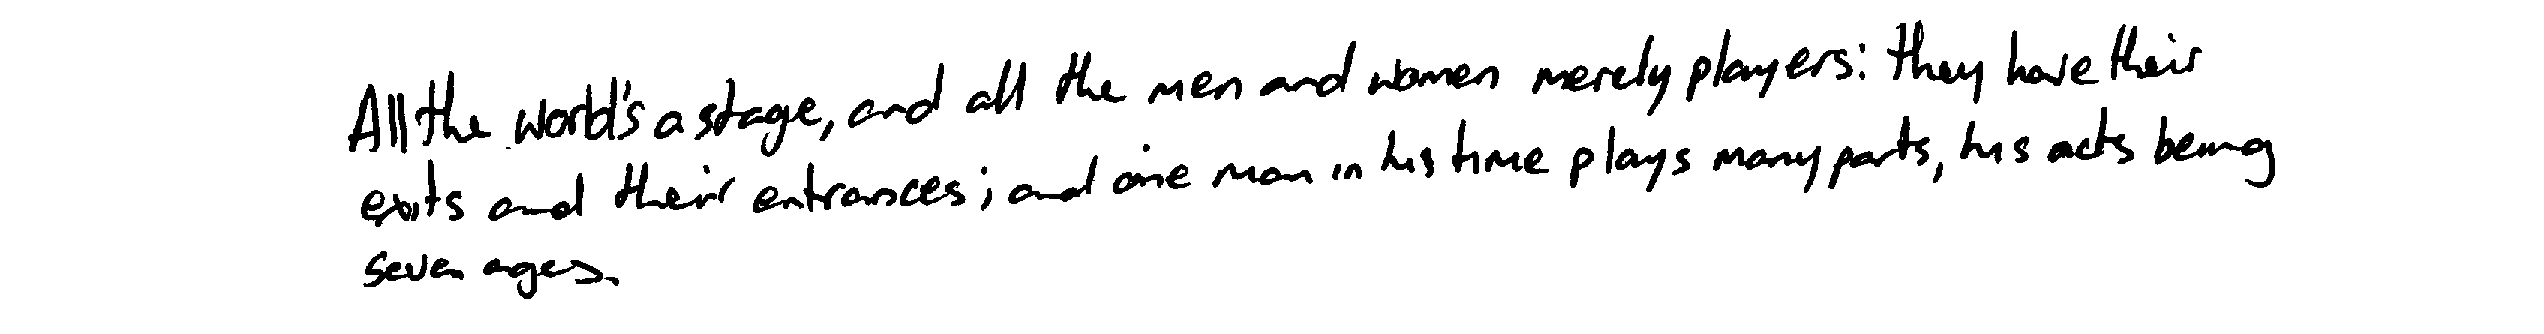 All the world's a stage, and all the men and women merely players: they have their
exits and their entrances; and one man in his time plays many parts, his acts being
seven ages.